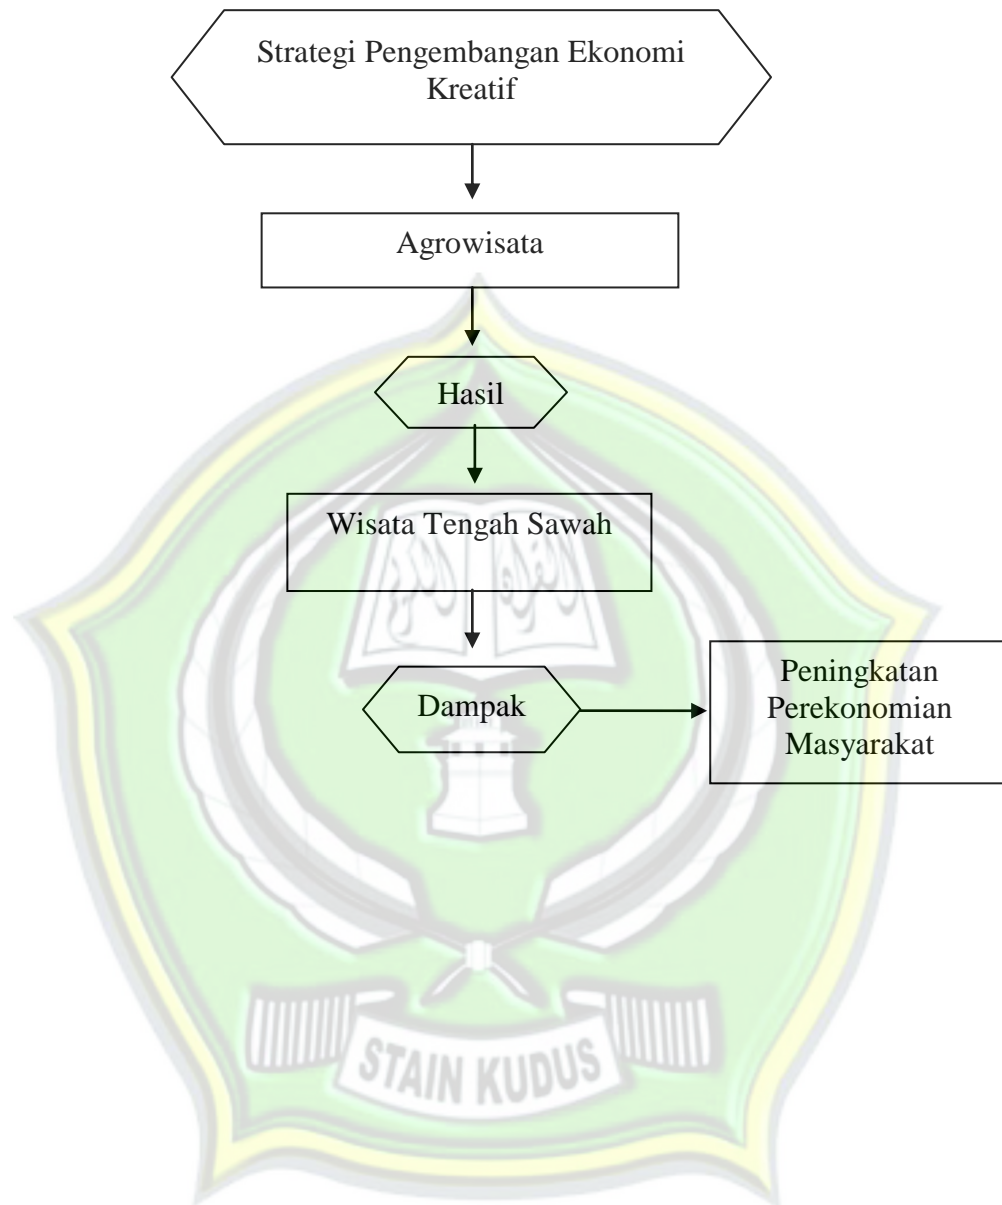 Strategi Pengembangan Ekonomi
Kreatif
Agrowisata
Hasil
Wisata Tengah Sawah
Dampak
Peningkatan
Perekonomian
Masyarakat
STAIN KUDUS